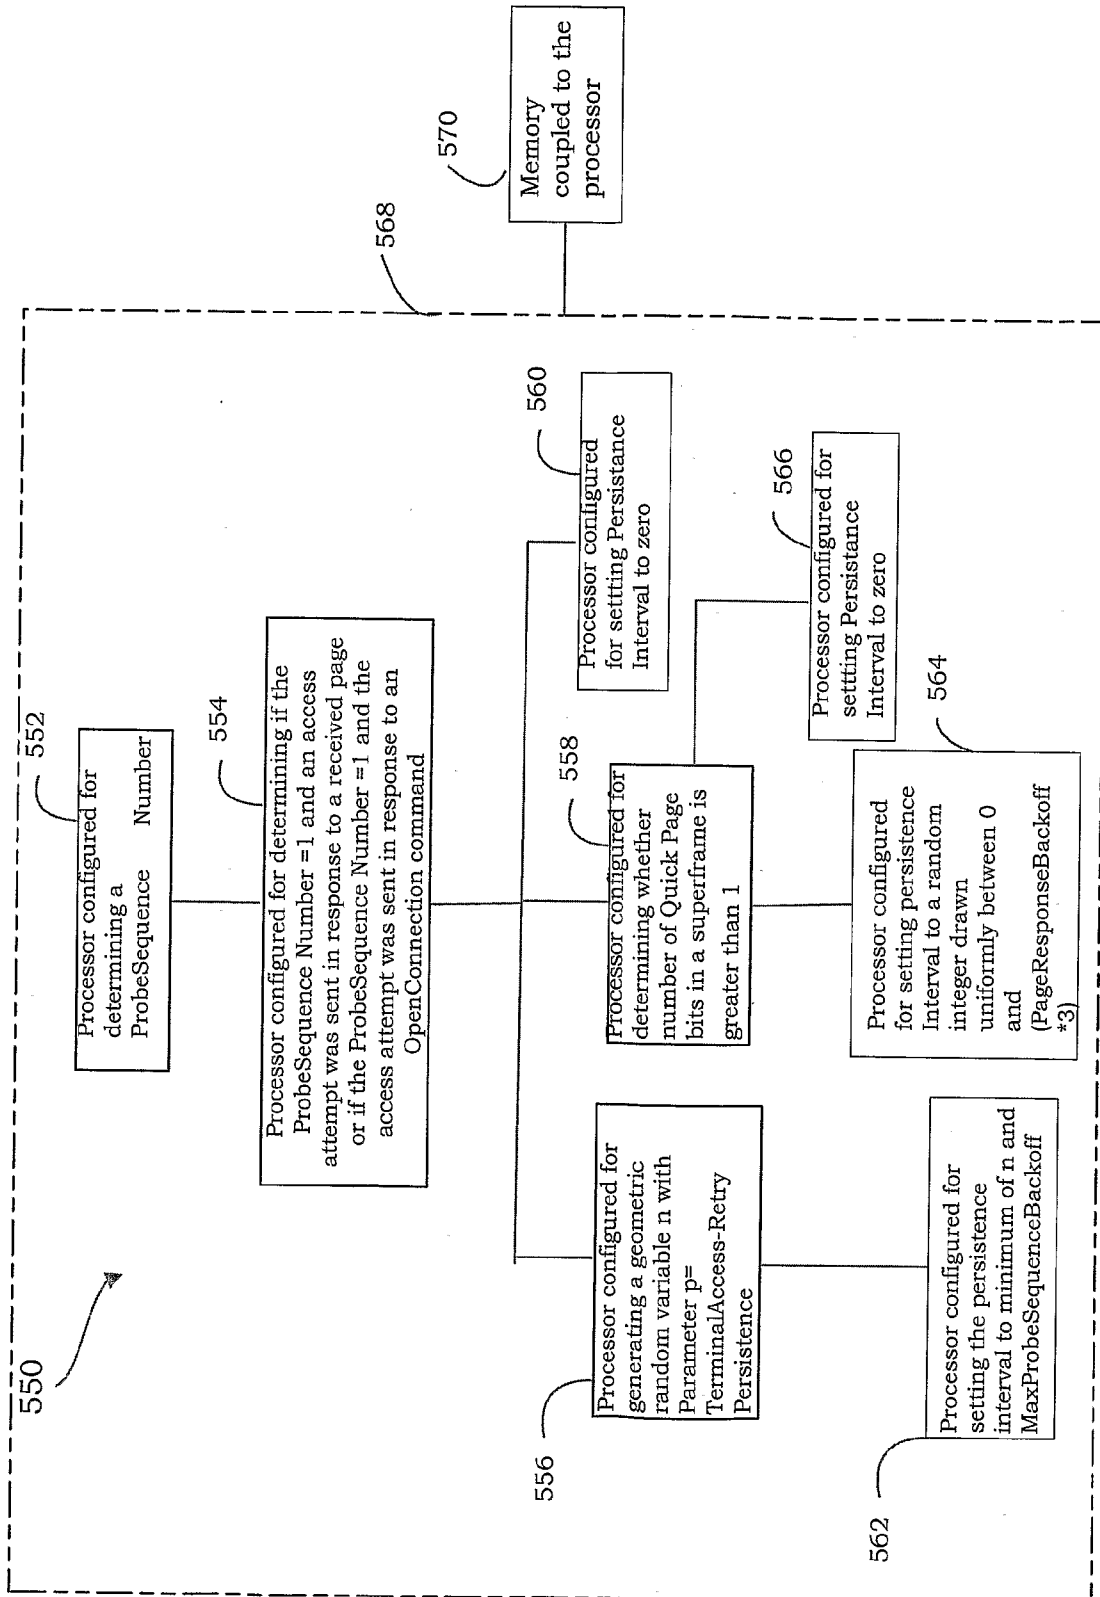 550
552
Processor configured for
determining a
ProbeSequence Number
554
Processor configured for determining if the
ProbeSequence Number =1 and an access
attempt was sent in response to a received page
or if the ProbeSequence Number =1 and the
access attempt was sent in response to an
OpenConnection command
556
Processor configured for
generating a geometric
random variable n with
Parameter p=
TerminalAccess-Retry
Persistence
558
Processor configured for
determining whether
number of Quick Page
bits in a superframe is
greater than 1
560
Processor configured
for settting Persistance
Interval to zero
562
Processor configured for
setting the persistence
interval to minimum of n and
MaxProbeSequenceBackoff
564
Processor configured
for setting persistence
Interval to a random
integer drawn
uniformly between 0
and
(PageResponseBackoff
*3)
566
Processor configured for
settting Persistance
Interval to zero
568
570
Memory
coupled to the
processor